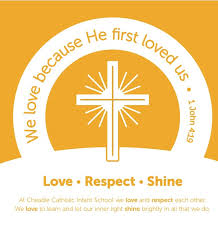 We love because He first loved us • 1 John 4:19
Love • Respect • Shine
At Cheadle Catholic Infant School we love and respect each other.
We love to learn and let our inner light shine brightly in all that we do.